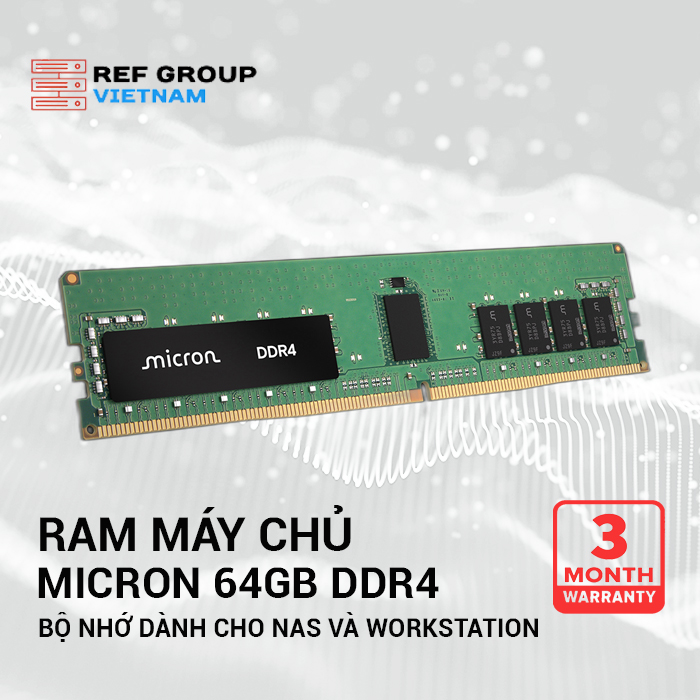 REF GROUP
VIETNAM
micron
DDR4
RAM MÁY CHỦ
MICRON 64GB DDR4
BỘ NHỚ DÀNH CHO NAS VÀ WORKSTATION
3
MONTH
WARRANTY